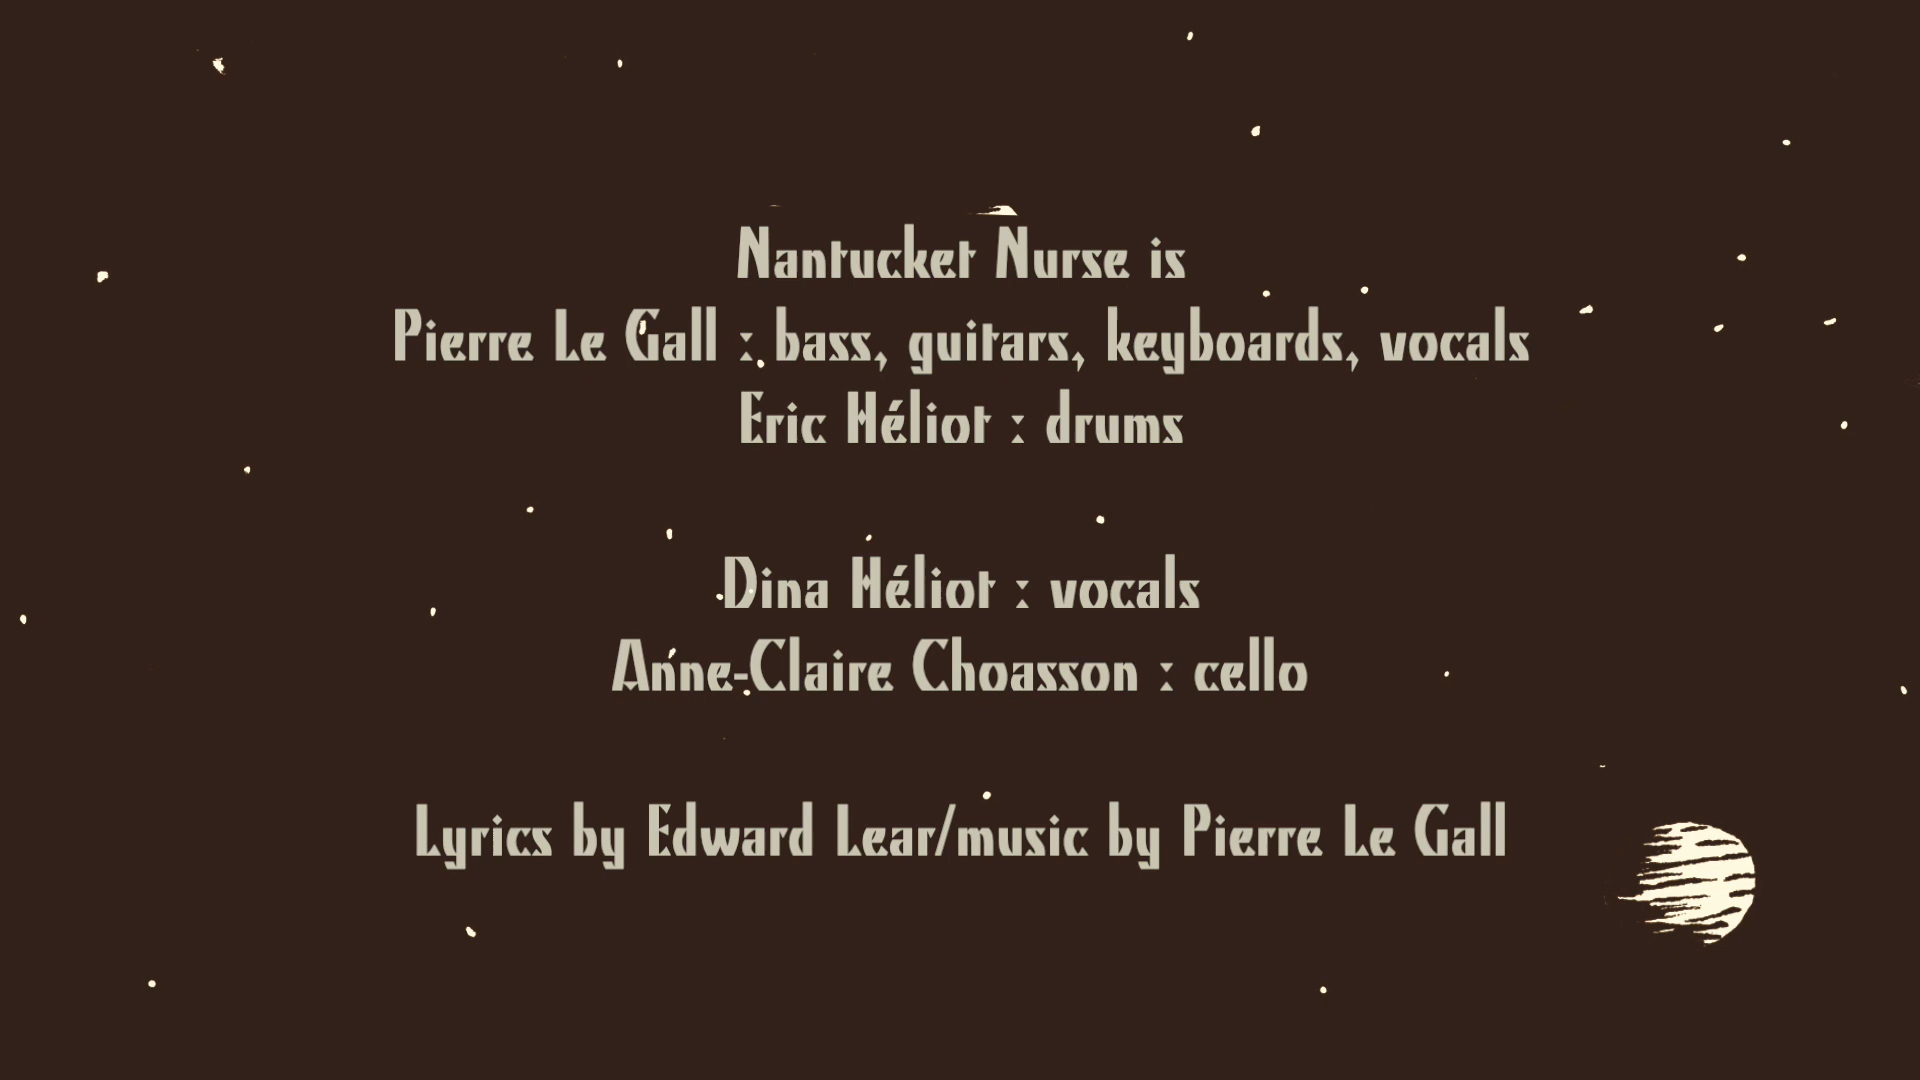 Nantucket Nurse is
Pierre Le Gall : bass, guitars, keyboards, vocals
Eric Héliot : drums
Dina Héliot : vocals
Anne-Claire Choasson : cello
Lyrics by Edward Lear/music by Pierre Le Gall